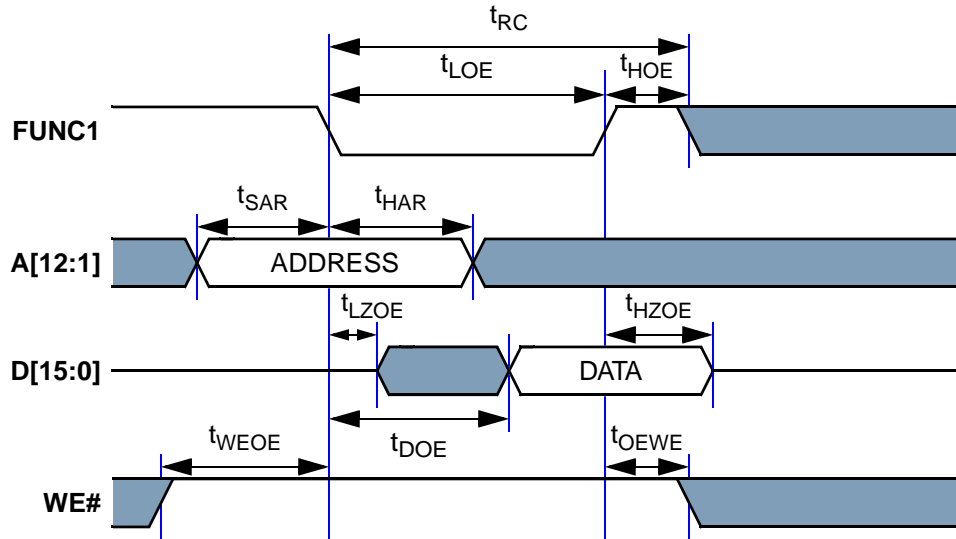 tRC
tLOE
tHOE
FUNC1
tSAR
tHAR
A[12:1]
ADDRESS
tLZOE
tHZOE
D[15:0]
DATA
tWEOE
tDOE
tOEWE
WE#